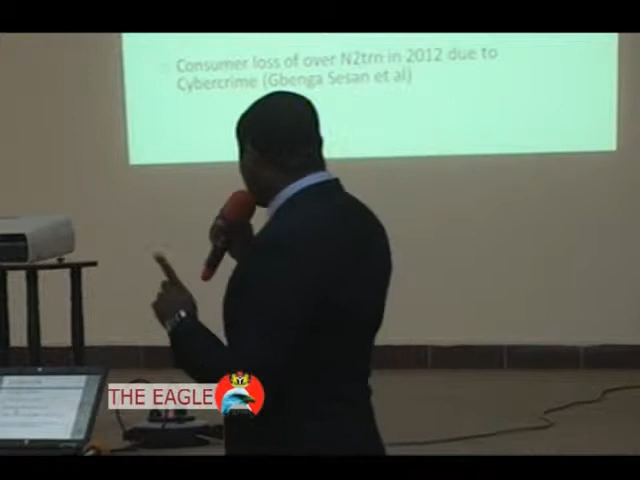 Consumer loss of over N2trn in 2012 due to
Cybercrime (Gbenga Sesan et al)
THE EAGLE